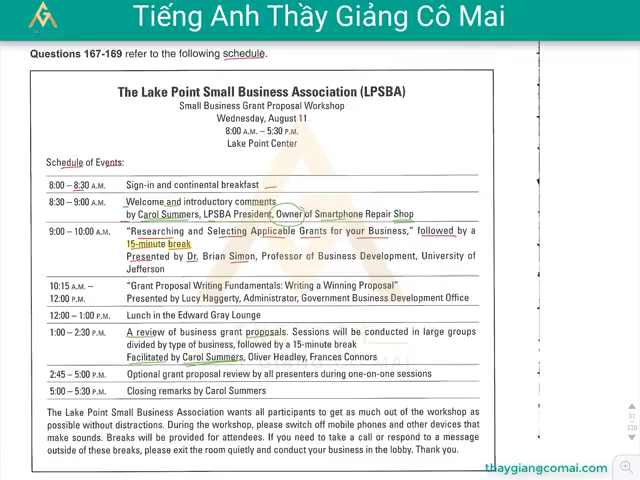 Tiếng Anh Thầy Giảng Cô Mai
Questions 167-169 refer to the following schedule.
The Lake Point Small Business Association (LPSBA)
Small Business Grant Proposal Workshop
Wednesday, August 11
8:00 A.M. – 5:30 P.M.
Lake Point Center
Schedule of Events:
8:00 – 8:30 A.M. Sign-in and continental breakfast
8:30 – 9:00 A.M. Welcome and introductory comments
by Carol Summers, LPSBA President, Owner of Smartphone Repair Shop
9:00 – 10:00 A.M. "Researching and Selecting Applicable Grants for your Business," followed by a
15-minute break
Presented by Dr. Brian Simon, Professor of Business Development, University of
Jefferson
10:15 A.M. – "Grant Proposal Writing Fundamentals: Writing a Winning Proposal"
12:00 P.M. Presented by Lucy Haggerty, Administrator, Government Business Development Office
12:00 – 1:00 P.M. Lunch in the Edward Gray Lounge
1:00 – 2:30 P.M. A review of business grant proposals. Sessions will be conducted in large groups
divided by type of business, followed by a 15-minute break
Facilitated by Carol Summers, Oliver Headley, Frances Connors
2:45 – 5:00 P.M. Optional grant proposal review by all presenters during one-on-one sessions
5:00 – 5:30 P.M. Closing remarks by Carol Summers
The Lake Point Small Business Association wants all participants to get as much out of the workshop as
possible without distractions. During the workshop, please switch off mobile phones and other devices that
make sounds. Breaks will be provided for attendees. If you need to take a call or respond to a message
outside of these breaks, please exit the room quietly and conduct your business in the lobby. Thank you.
31
220
thaygiangcomai.com